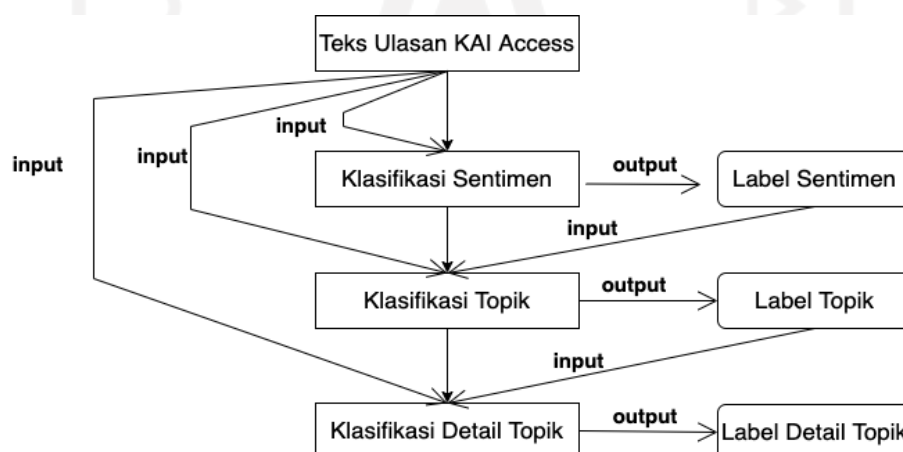 Teks Ulasan KAI Access
input
input
input
Klasifikasi Sentimen
output
Label Sentimen
input
Klasifikasi Topik
output
Label Topik
input
Klasifikasi Detail Topik
output
Label Detail Topik